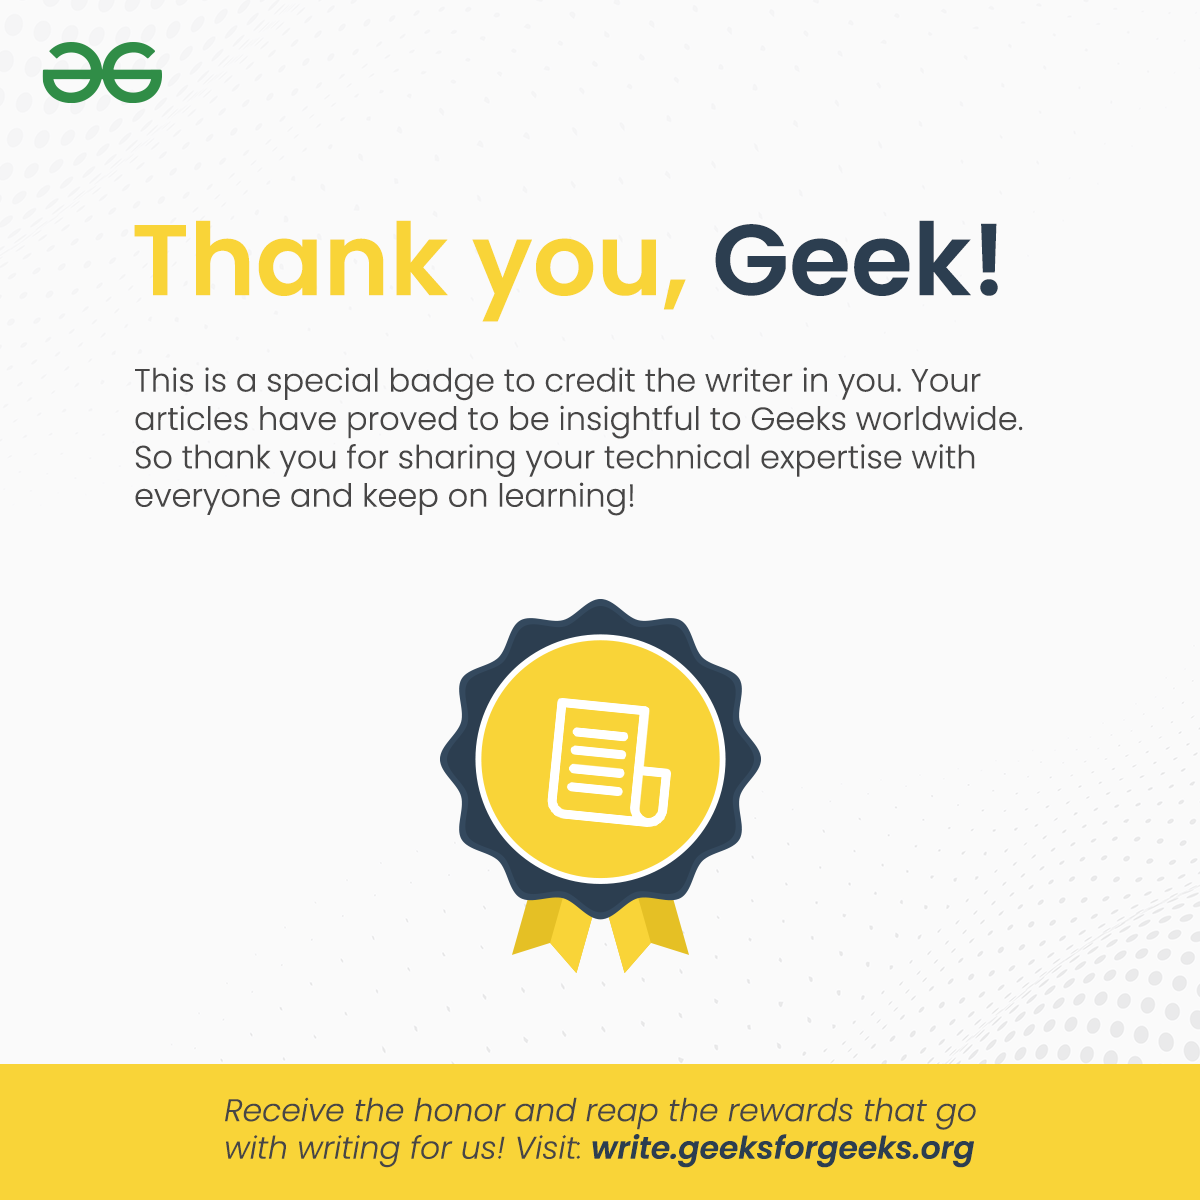 Thank you, Geek!
This is a special badge to credit the writer in you. Your
articles have proved to be insightful to Geeks worldwide.
So thank you for sharing your technical expertise with
everyone and keep on learning!
Receive the honor and reap the rewards that go
with writing for us! Visit: write.geeksforgeeks.org